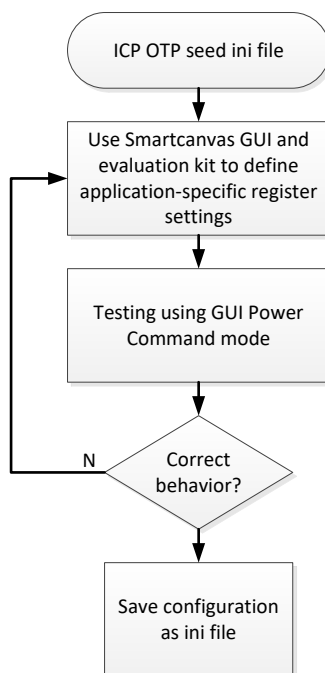 ICP OTP seed ini file
Use Smartcanvas GUI and
evaluation kit to define
application-specific register
settings
Testing using GUI Power
Command mode
N
Correct
behavior?
Save configuration
as ini file